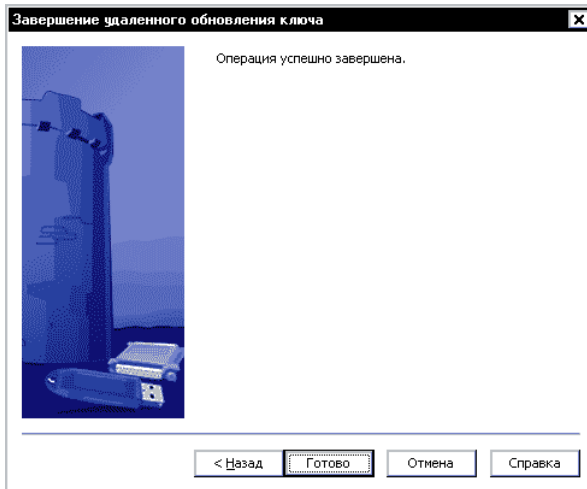 Завершение удаленного обновления ключа
Операция успешно завершена.
< Назад
Готово
Отмена
Справка